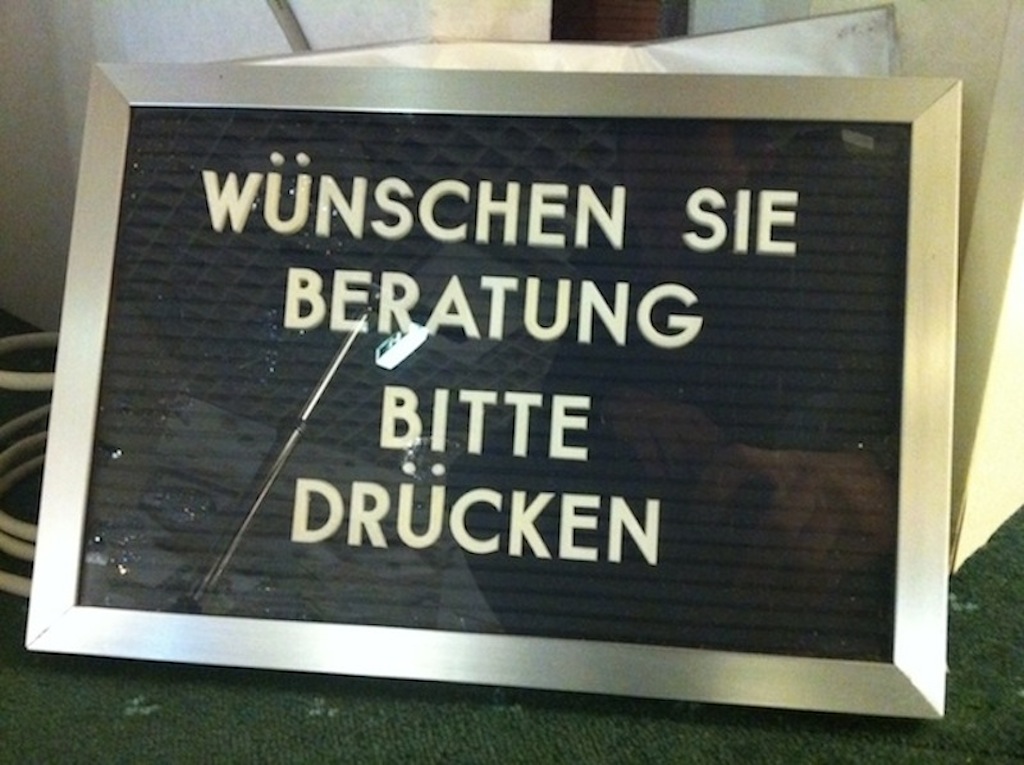 WÜNSCHEN SIE
BERATUNG
BITTE
DRÜCKEN